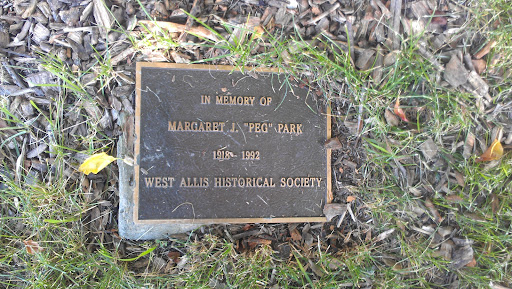 IN MEMORY OF
MARGARET J. "PEG" PARK
1918 - 1992
WEST ALLIS HISTORICAL SOCIETY